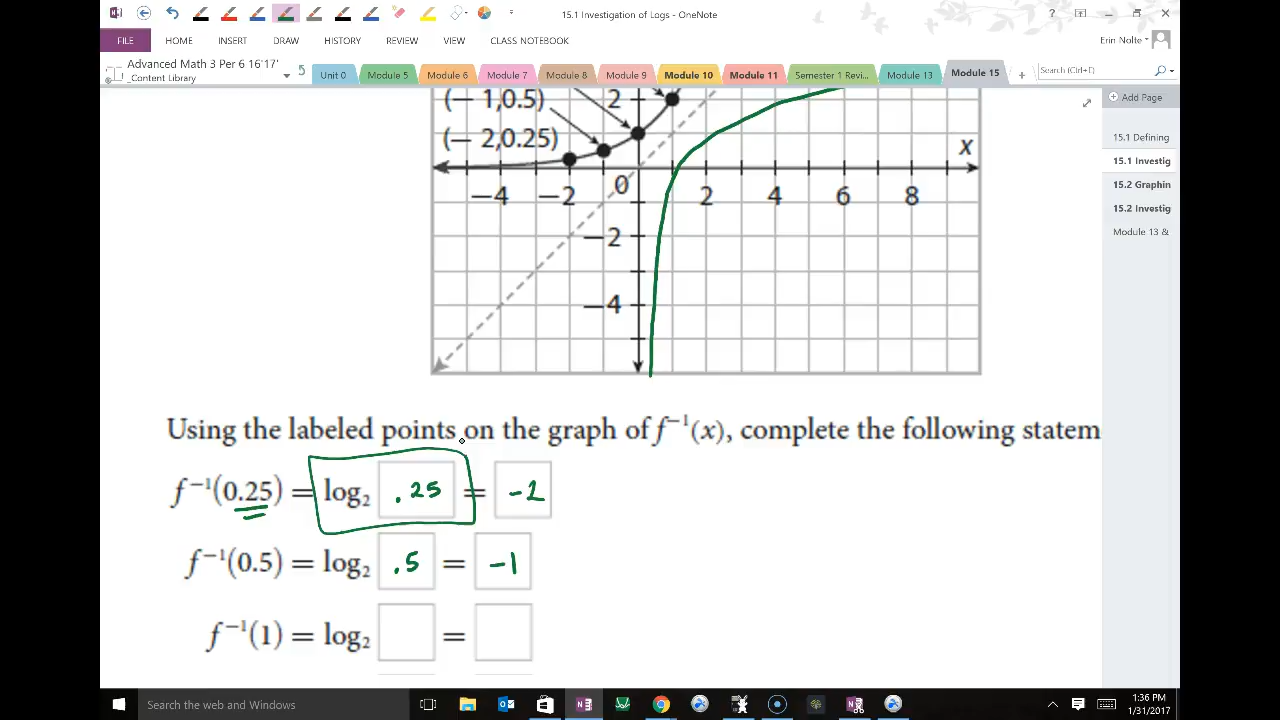 15.1 Investigation of Logs - OneNote
FILE HOME INSERT DRAW HISTORY REVIEW VIEW CLASS NOTEBOOK
Erin Nolte
Advanced Math 3 Per 6 16'17'
_Content Library
5
Unit 0 Module 5 Module 6 Module 7 Module 8 Module 9 Module 10 Module 11 Semester 1 Revi... Module 13 Module 15
Search (Ctrl+E)
Add Page
15.1 Defining
15.1 Investig
15.2 Graphin
15.2 Investig
Module 13 &
(− 1,0.5) 2
(− 2,0.25)
x
−4 −2 0 2 4 6 8
−2
−4
Using the labeled points on the graph of f⁻¹(x), complete the following statem
f⁻¹(0.25) = log₂ .25 = -2
f⁻¹(0.5) = log₂ .5 = -1
f⁻¹(1) = log₂ =
Search the web and Windows
1:36 PM
1/31/2017